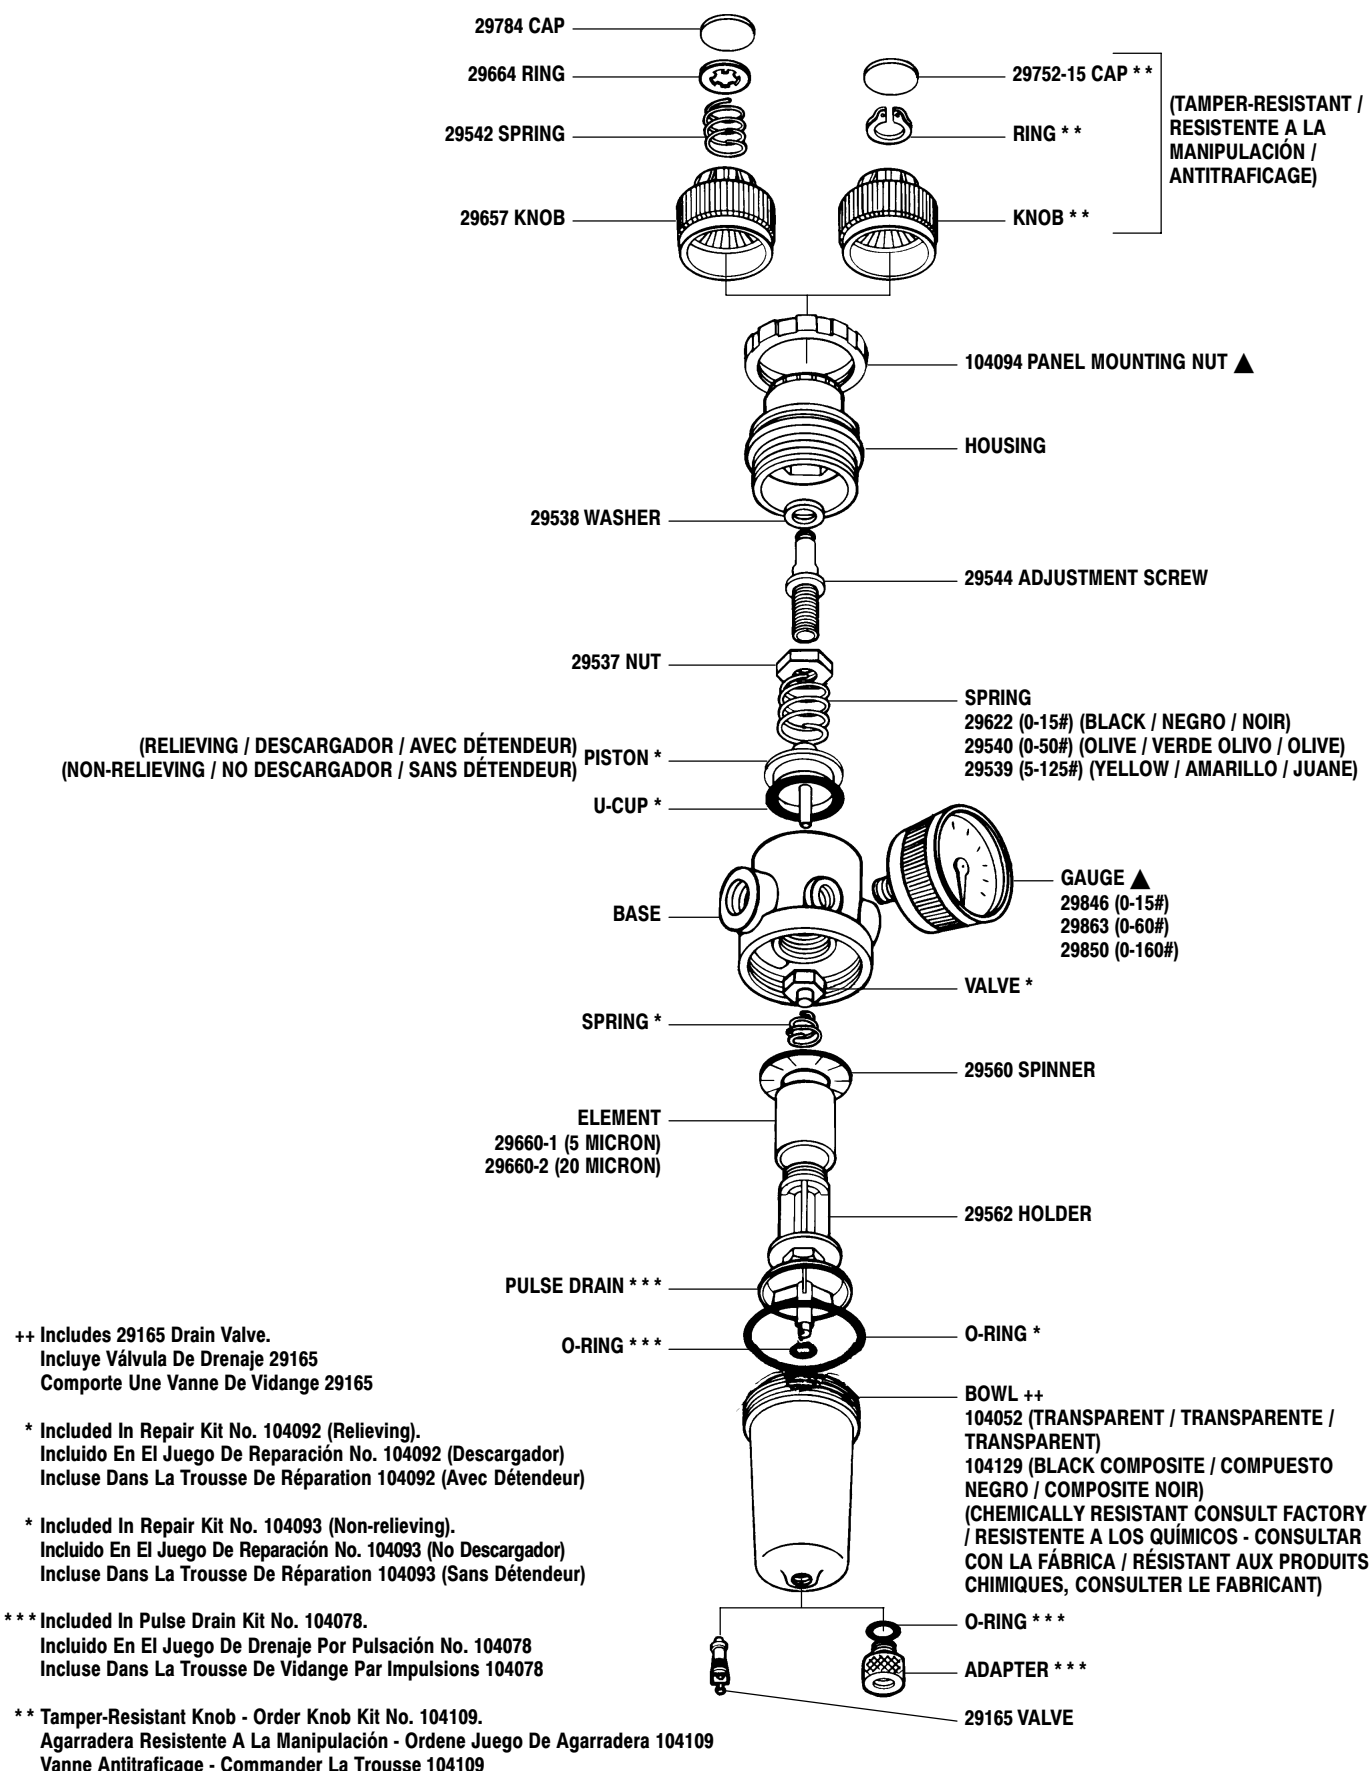 29784 CAP
29664 RING
29542 SPRING
29657 KNOB
29752-15 CAP * *
RING * *
KNOB * *
(TAMPER-RESISTANT /
RESISTENTE A LA
MANIPULACIÓN /
ANTITRAFICAGE)
104094 PANEL MOUNTING NUT ▲
HOUSING
29538 WASHER
29544 ADJUSTMENT SCREW
29537 NUT
SPRING
29622 (0-15#) (BLACK / NEGRO / NOIR)
29540 (0-50#) (OLIVE / VERDE OLIVO / OLIVE)
29539 (5-125#) (YELLOW / AMARILLO / JUANE)
(RELIEVING / DESCARGADOR / AVEC DÉTENDEUR)
(NON-RELIEVING / NO DESCARGADOR / SANS DÉTENDEUR)
PISTON *
U-CUP *
GAUGE ▲
29846 (0-15#)
29863 (0-60#)
29850 (0-160#)
BASE
VALVE *
SPRING *
29560 SPINNER
ELEMENT
29660-1 (5 MICRON)
29660-2 (20 MICRON)
29562 HOLDER
PULSE DRAIN * * *
O-RING * * *
O-RING *
BOWL ++
104052 (TRANSPARENT / TRANSPARENTE /
TRANSPARENT)
104129 (BLACK COMPOSITE / COMPUESTO
NEGRO / COMPOSITE NOIR)
(CHEMICALLY RESISTANT CONSULT FACTORY
/ RESISTENTE A LOS QUÍMICOS - CONSULTAR
CON LA FÁBRICA / RÉSISTANT AUX PRODUITS
CHIMIQUES, CONSULTER LE FABRICANT)
O-RING * * *
ADAPTER * * *
29165 VALVE
++ Includes 29165 Drain Valve.
Incluye Válvula De Drenaje 29165
Comporte Une Vanne De Vidange 29165
* Included In Repair Kit No. 104092 (Relieving).
Incluido En El Juego De Reparación No. 104092 (Descargador)
Incluse Dans La Trousse De Réparation 104092 (Avec Détendeur)
* Included In Repair Kit No. 104093 (Non-relieving).
Incluido En El Juego De Reparación No. 104093 (No Descargador)
Incluse Dans La Trousse De Réparation 104093 (Sans Détendeur)
* * * Included In Pulse Drain Kit No. 104078.
Incluido En El Juego De Drenaje Por Pulsación No. 104078
Incluse Dans La Trousse De Vidange Par Impulsions 104078
* * Tamper-Resistant Knob - Order Knob Kit No. 104109.
Agarradera Resistente A La Manipulación - Ordene Juego De Agarradera 104109
Vanne Antitraficage - Commander La Trousse 104109